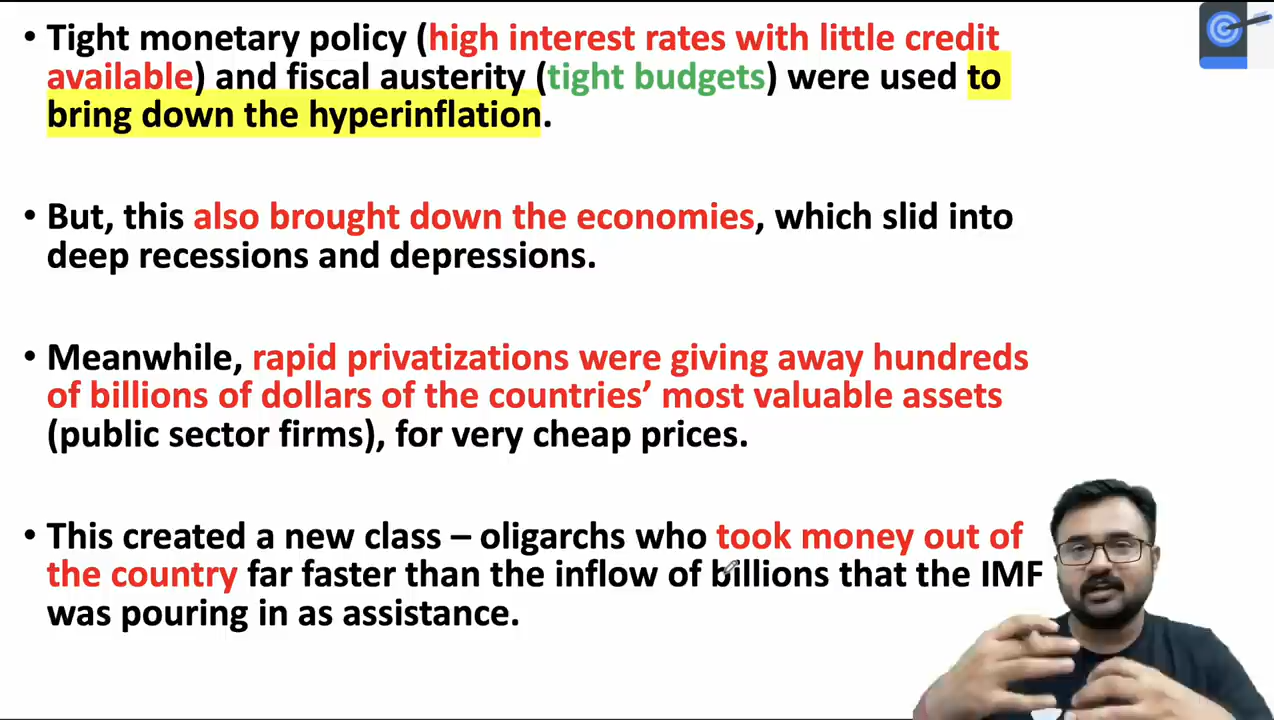 • Tight monetary policy (high interest rates with little credit
available) and fiscal austerity (tight budgets) were used to
bring down the hyperinflation.
• But, this also brought down the economies, which slid into
deep recessions and depressions.
• Meanwhile, rapid privatizations were giving away hundreds
of billions of dollars of the countries’ most valuable assets
(public sector firms), for very cheap prices.
• This created a new class – oligarchs who took money out of
the country far faster than the inflow of billions that the IMF
was pouring in as assistance.